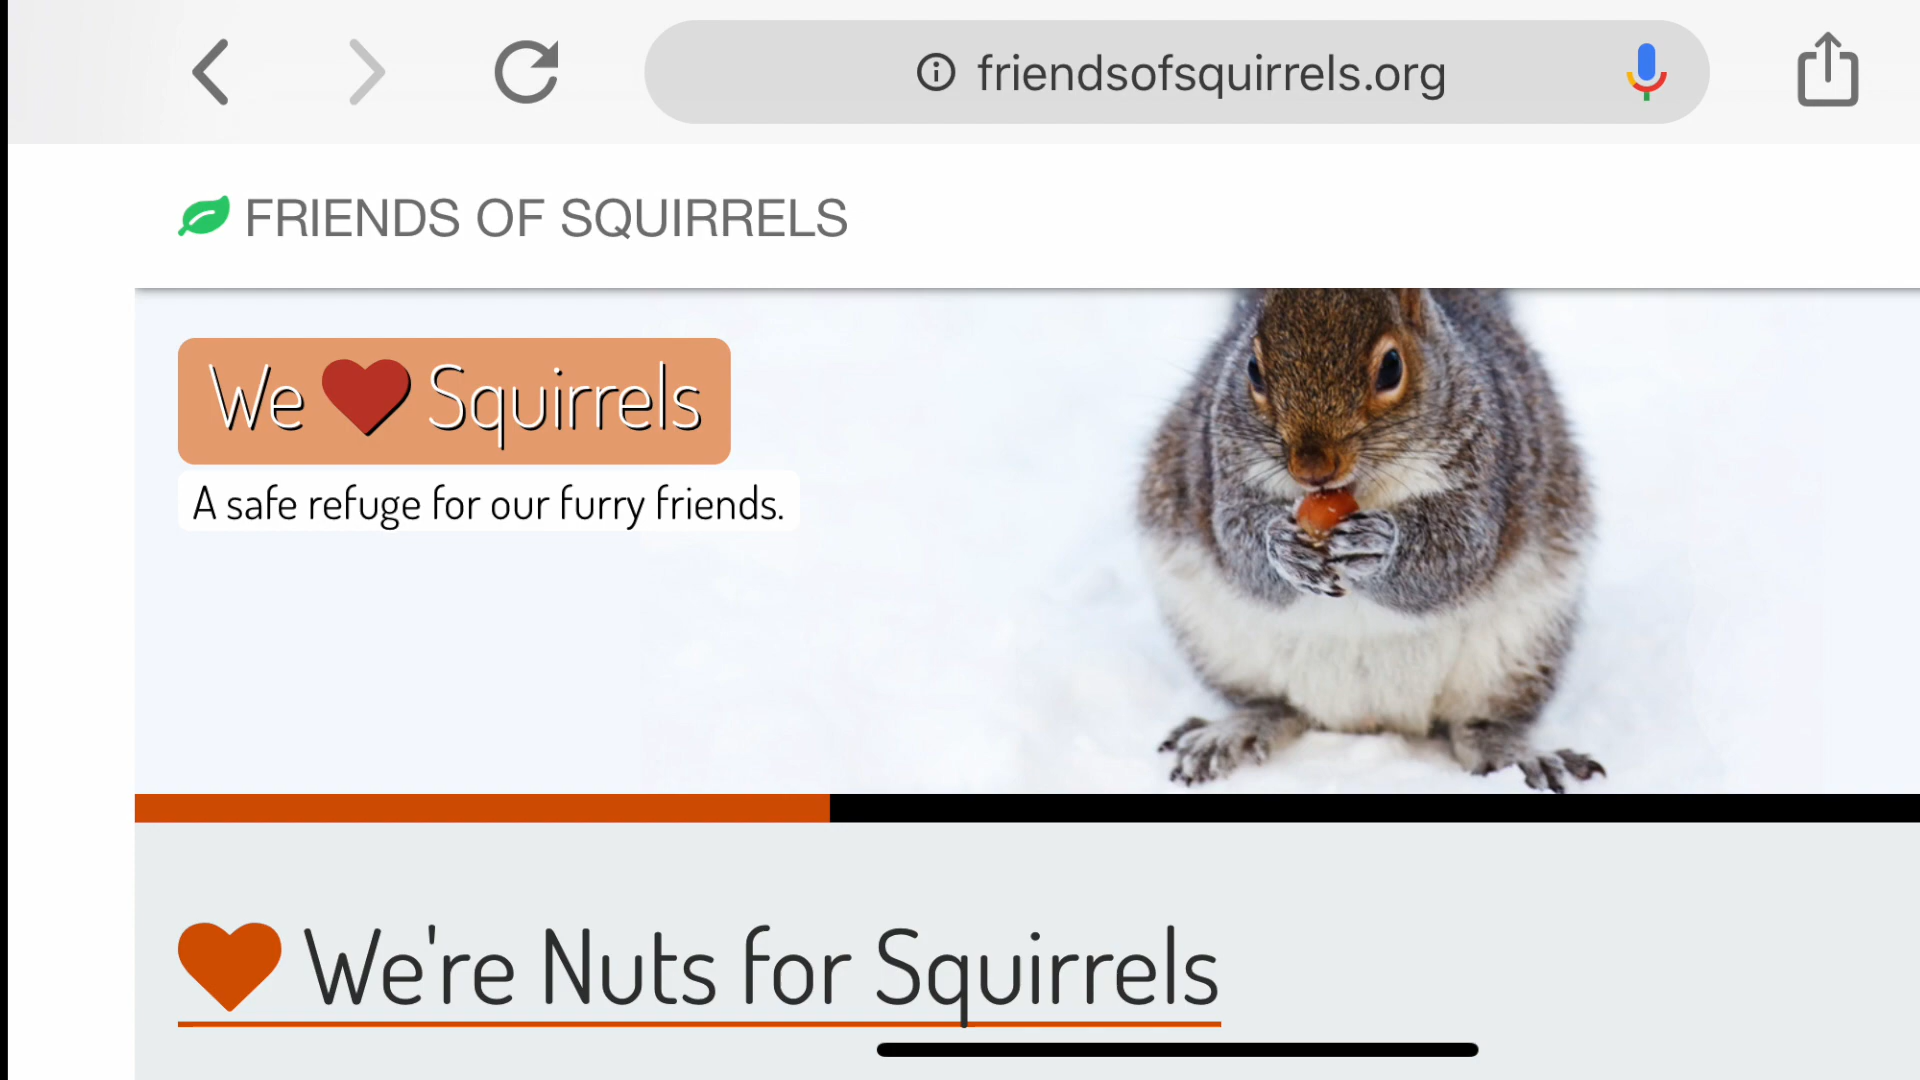 friendsofsquirrels.org
FRIENDS OF SQUIRRELS
We Squirrels
A safe refuge for our furry friends.
We're Nuts for Squirrels